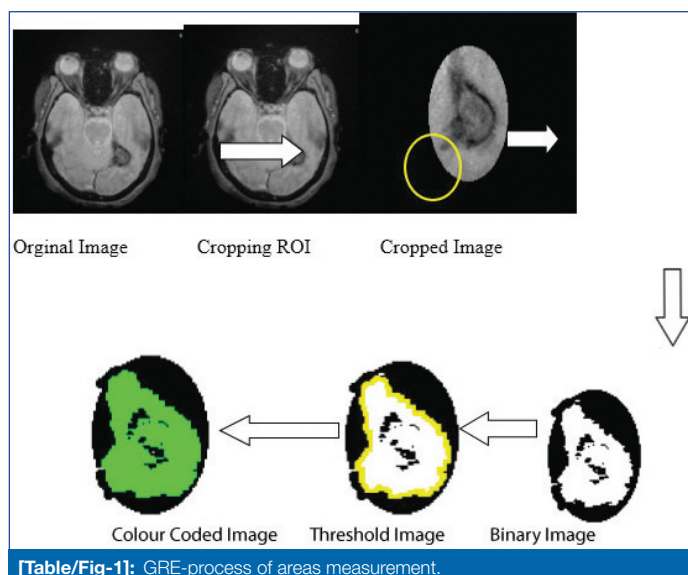 Orginal Image Cropping ROI Cropped Image
Colour Coded Image Threshold Image Binary Image
[Table/Fig-1]: GRE-process of areas measurement.